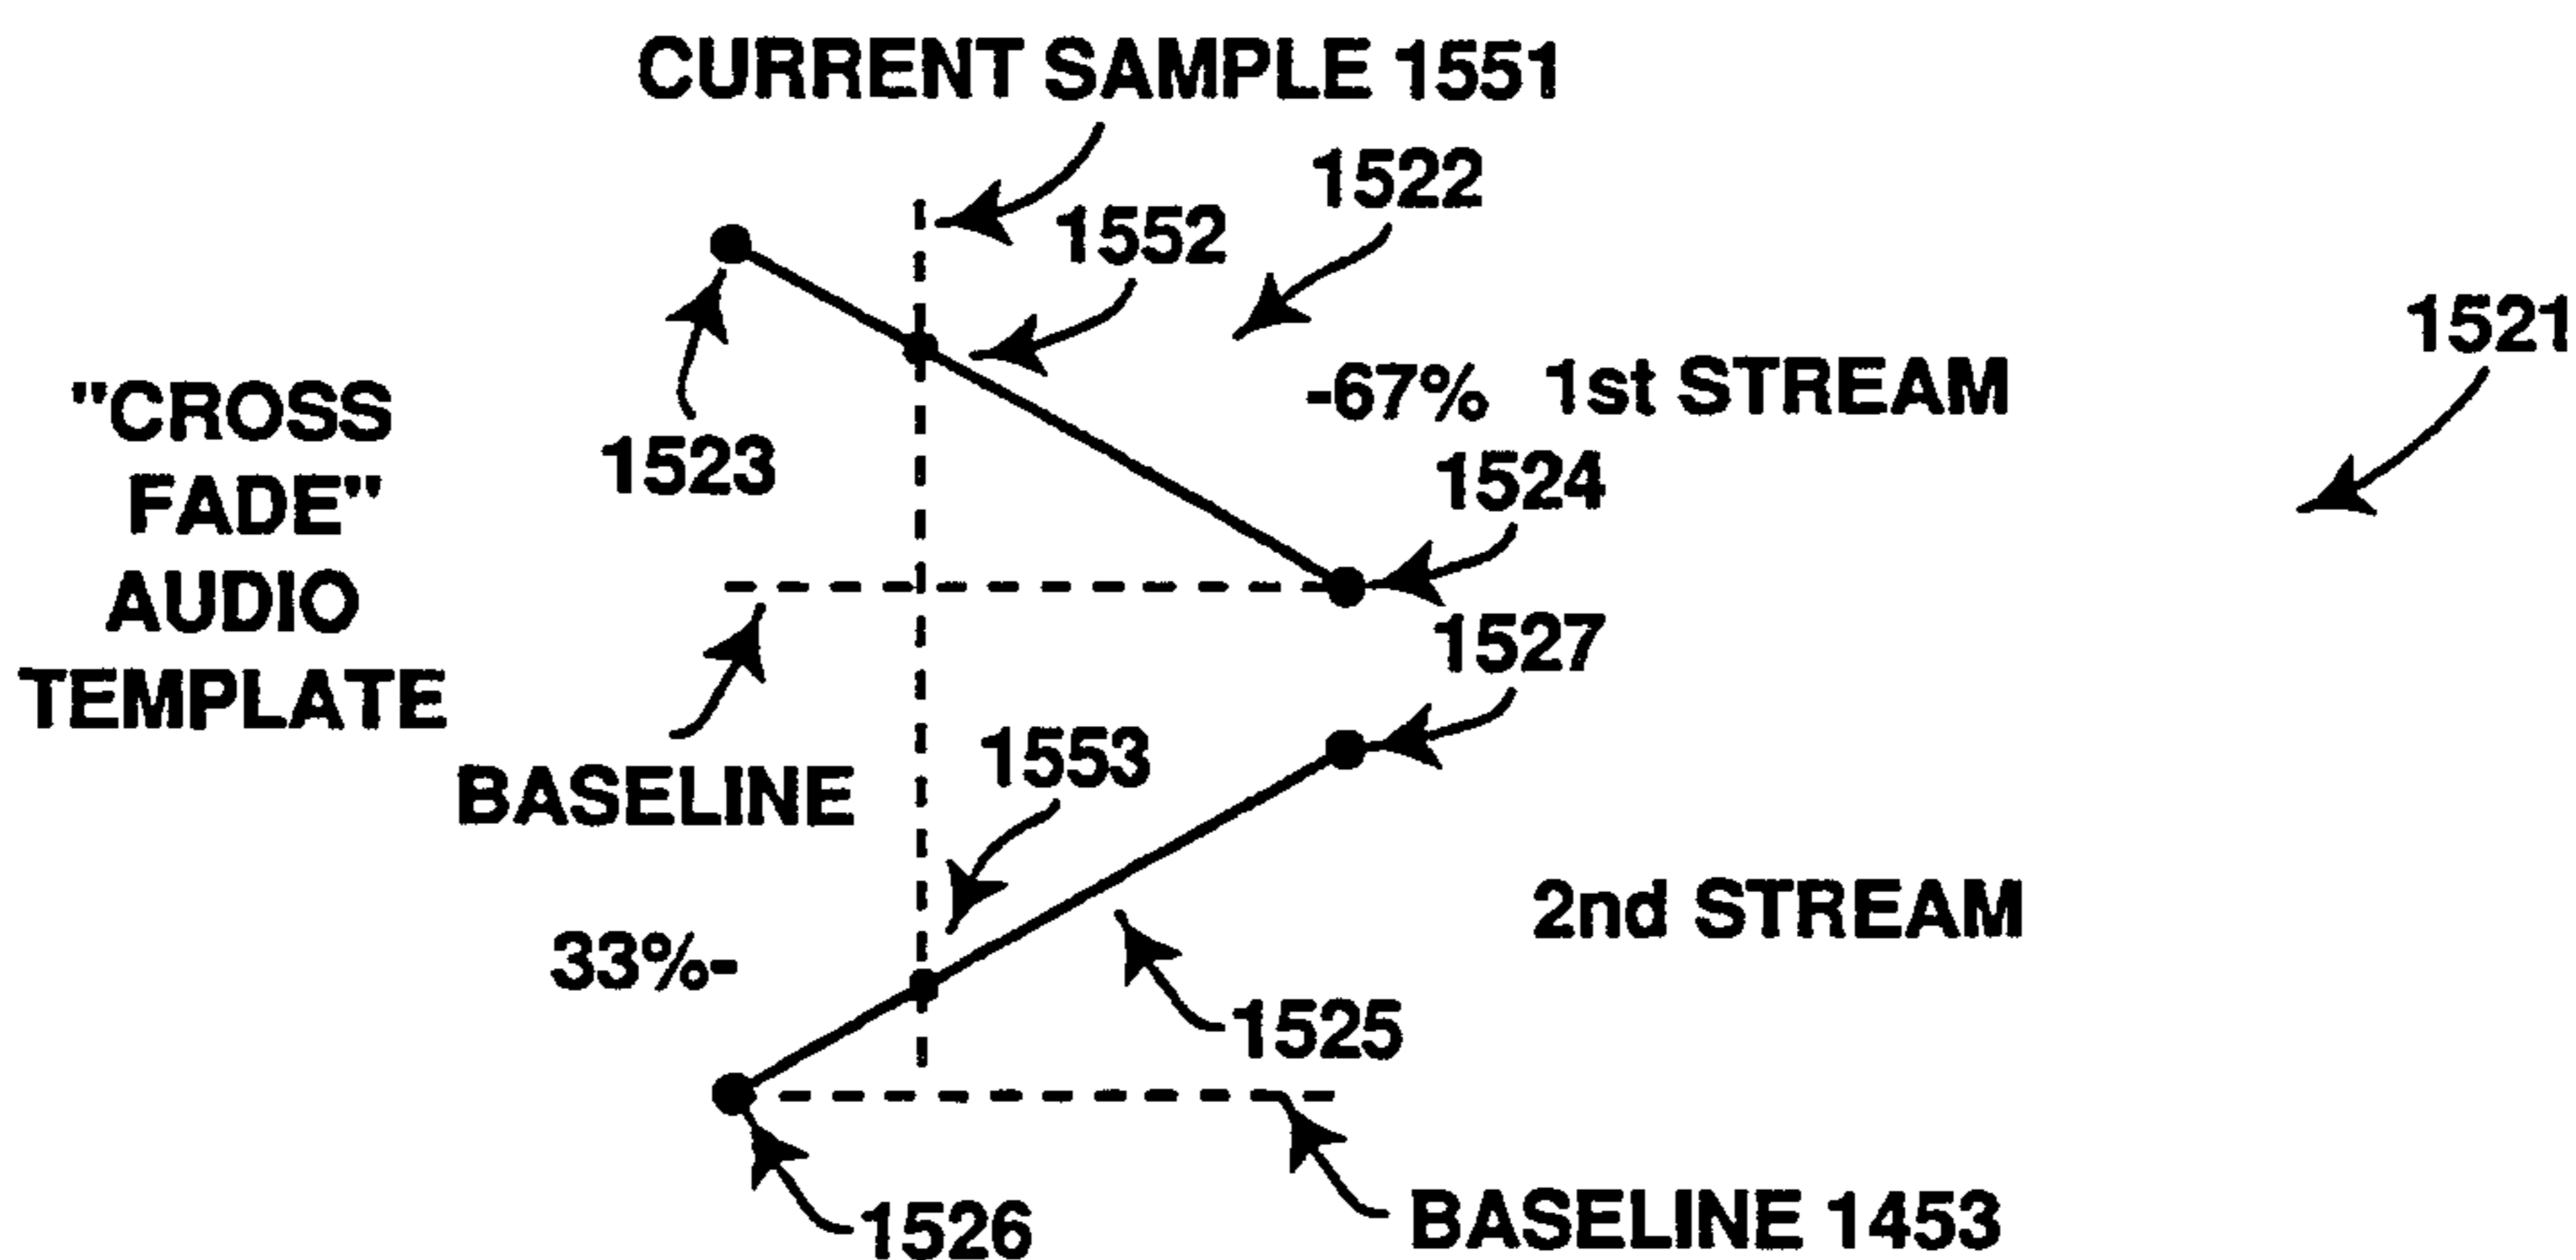 CURRENT SAMPLE 1551
1522
1552
1521
"CROSS
FADE"
AUDIO
TEMPLATE
-67% 1st STREAM
1523
1524
1527
1553
BASELINE
2nd STREAM
33%-
1525
1526
BASELINE 1453